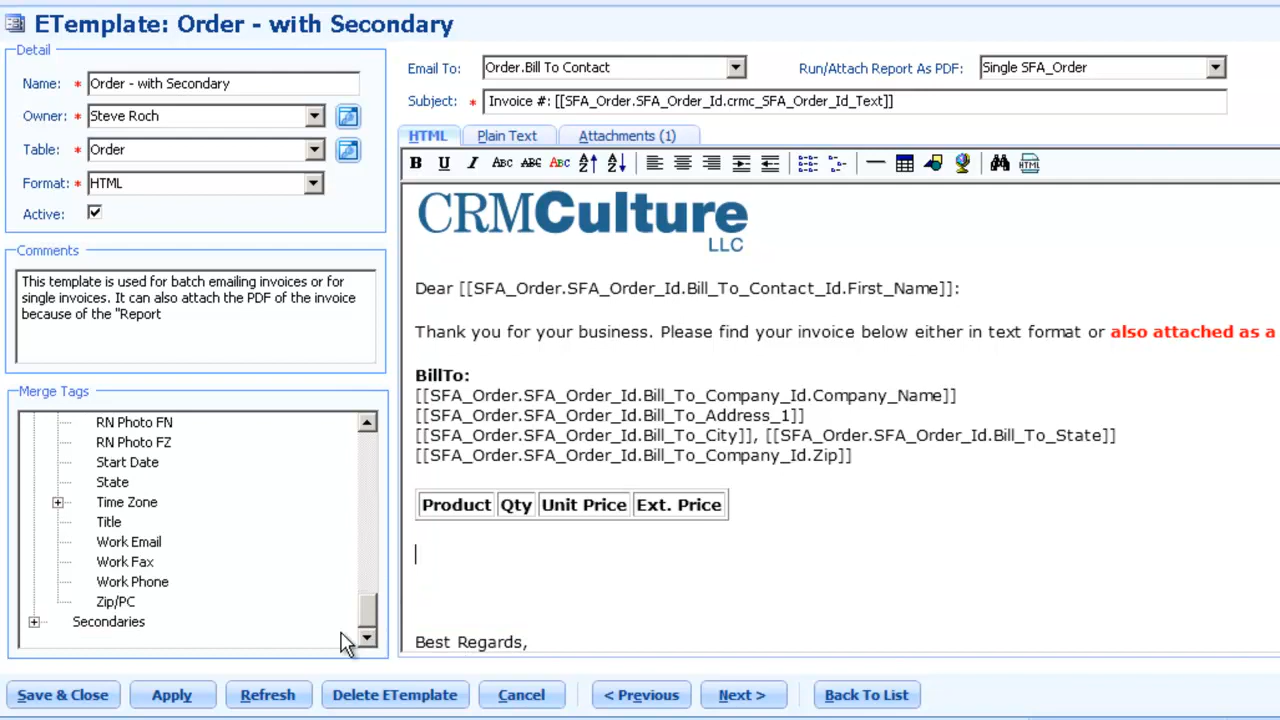 ETemplate: Order - with Secondary
Detail
Name: * Order - with Secondary
Owner: * Steve Roch
Table: * Order
Format: * HTML
Active:
Comments
This template is used for batch emailing invoices or for
single invoices. It can also attach the PDF of the invoice
because of the "Report
Merge Tags
RN Photo FN
RN Photo FZ
Start Date
State
Time Zone
Title
Work Email
Work Fax
Work Phone
Zip/PC
Secondaries
Email To: Order.Bill To Contact
Run/Attach Report As PDF: Single SFA_Order
Subject: * Invoice #: [[SFA_Order.SFA_Order_Id.crmc_SFA_Order_Id_Text]]
HTML Plain Text Attachments (1)
B U I ABC ABC ABC
CRMCulture
LLC
Dear [[SFA_Order.SFA_Order_Id.Bill_To_Contact_Id.First_Name]]:
Thank you for your business. Please find your invoice below either in text format or also attached as a
BillTo:
[[SFA_Order.SFA_Order_Id.Bill_To_Company_Id.Company_Name]]
[[SFA_Order.SFA_Order_Id.Bill_To_Address_1]]
[[SFA_Order.SFA_Order_Id.Bill_To_City]], [[SFA_Order.SFA_Order_Id.Bill_To_State]]
[[SFA_Order.SFA_Order_Id.Bill_To_Company_Id.Zip]]
Product Qty Unit Price Ext. Price
Best Regards,
Save & Close Apply Refresh Delete ETemplate Cancel < Previous Next > Back To List